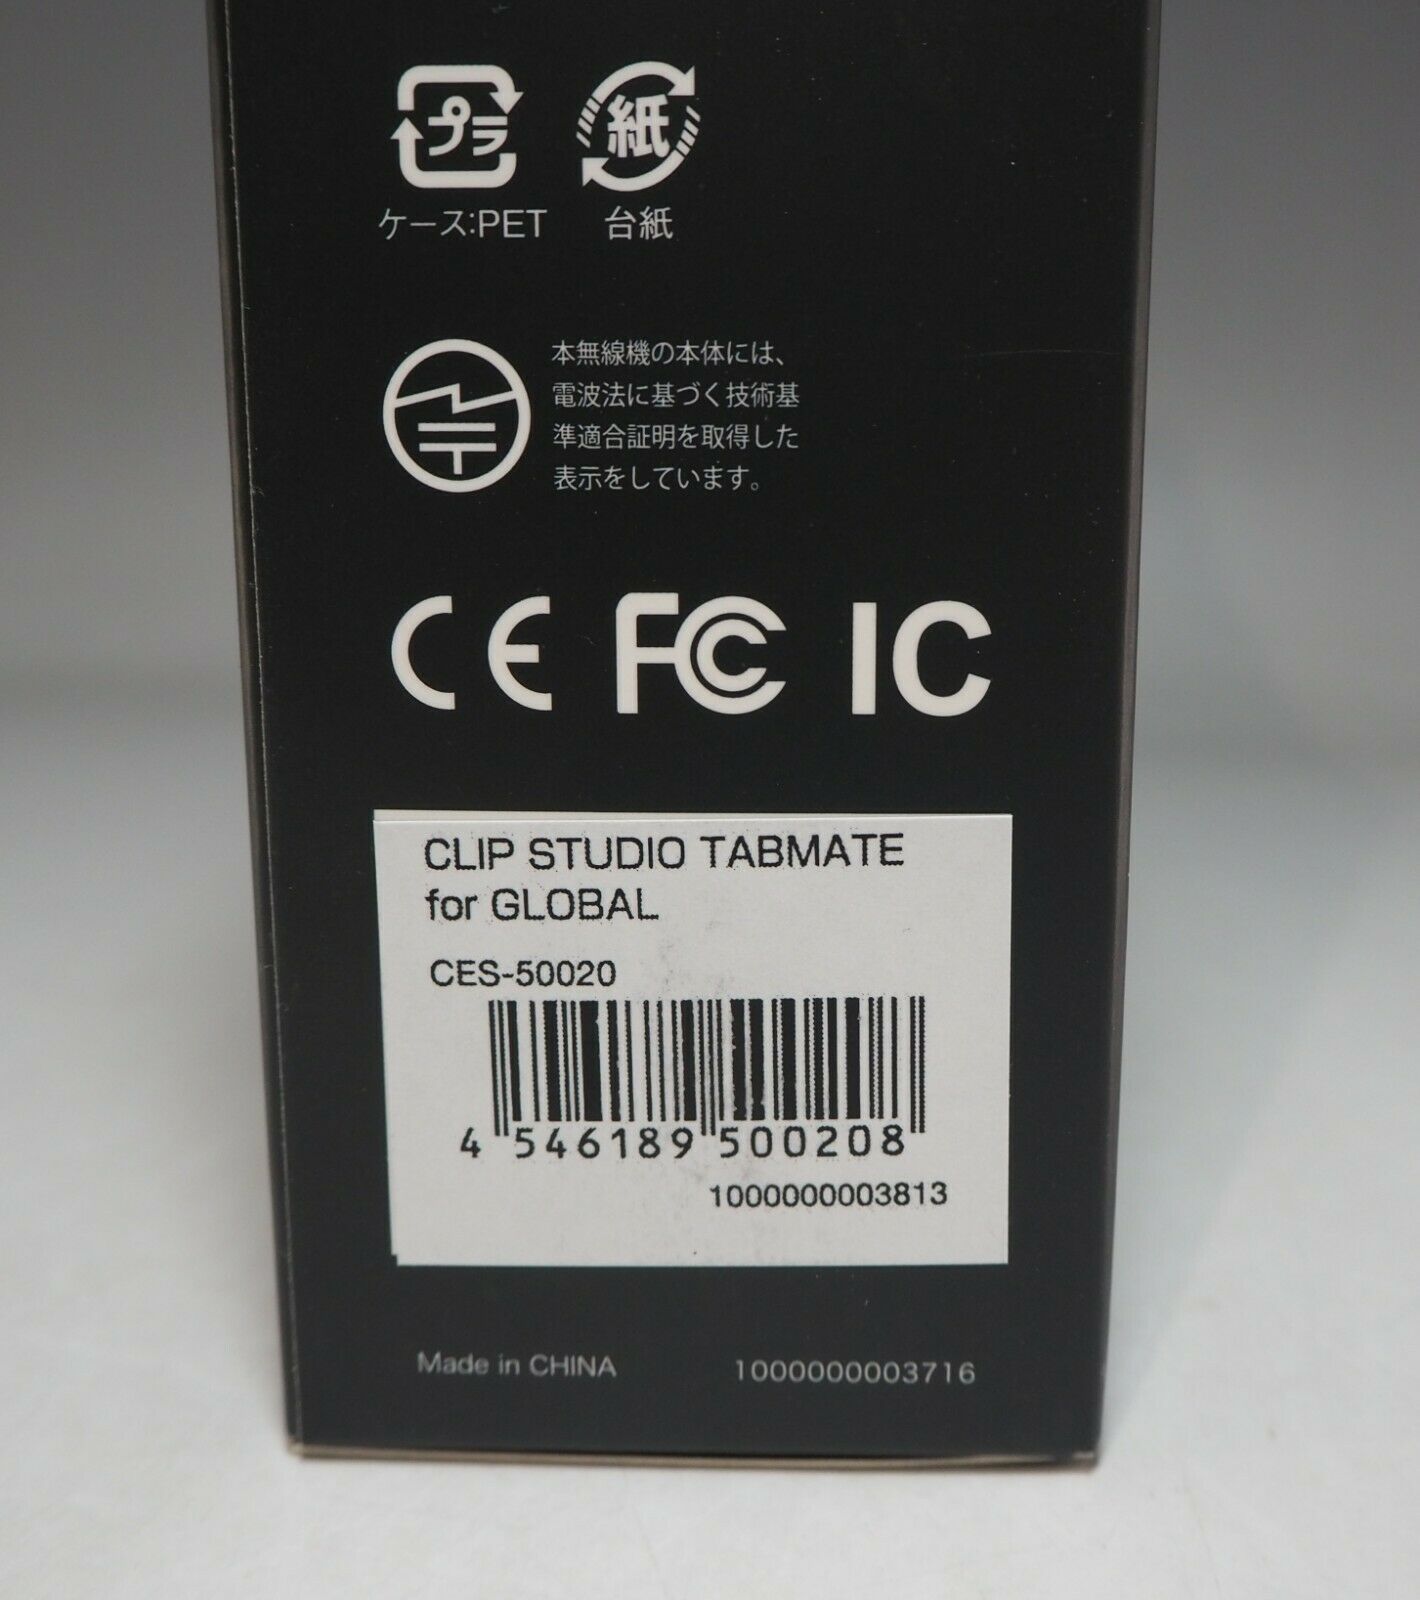 プラ 紙
ケース:PET 台紙
本無線機の本体には、
電波法に基づく技術基
準適合証明を取得した
表示をしています。
CE FC IC
CLIP STUDIO TABMATE
for GLOBAL
CES-50020
4 546189 500208
1000000003813
Made in CHINA 1000000003716